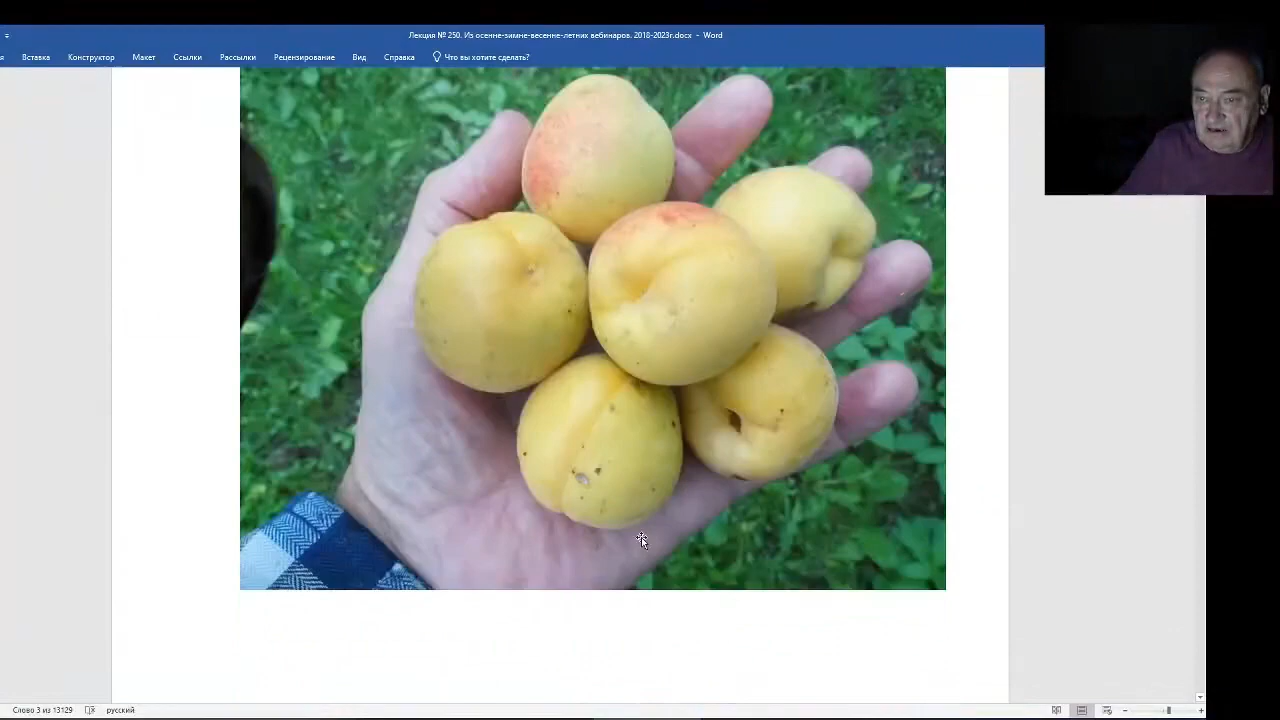 Лекция № 250. Из осенне-зимне-весенне-летних вебинаров. 2018-2023г.docx - Word
Вставка Конструктор Макет Ссылки Рассылки Рецензирование Вид Справка Что вы хотите сделать?
Слово 3 из 13129 русский